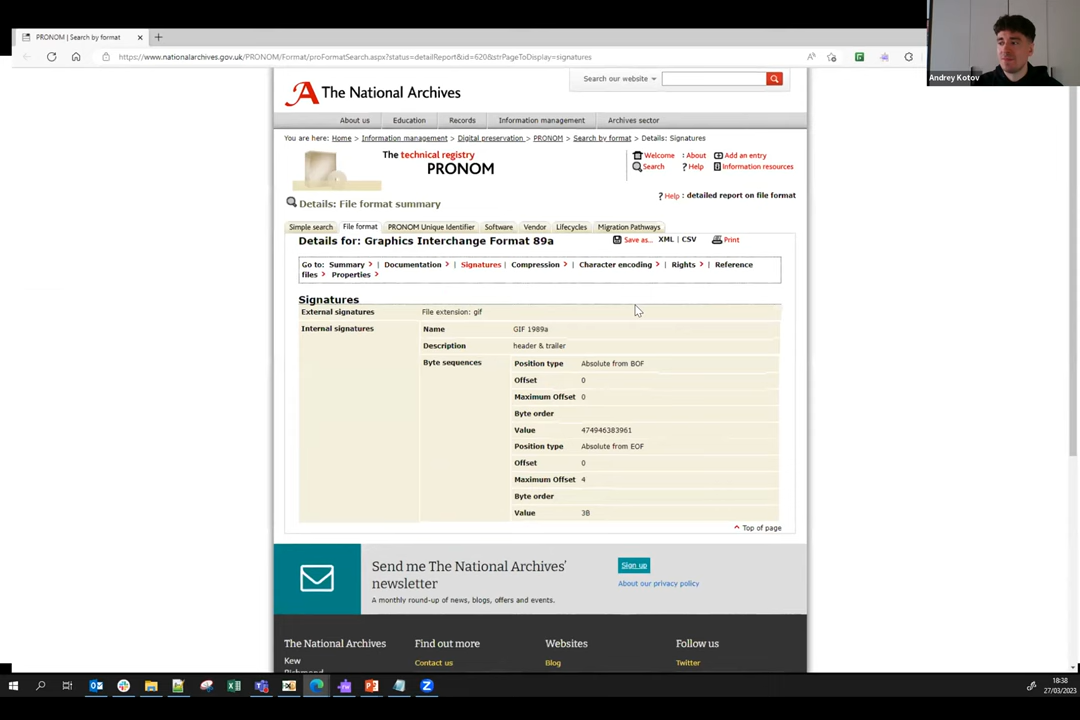 PRONOM | Search by format
https://www.nationalarchives.gov.uk/PRONOM/Format/proFormatSearch.aspx?status=detailReport&id=620&strPageToDisplay=signatures
Andrey Kotov
The National Archives
Search our website
About us Education Records Information management Archives sector
You are here: Home > Information management > Digital preservation > PRONOM > Search by format > Details: Signatures
The technical registry
PRONOM
Welcome : About Add an entry
Search ? Help : Information resources
? Help : detailed report on file format
Details: File format summary
Simple search File format PRONOM Unique Identifier Software Vendor Lifecycles Migration Pathways
Details for: Graphics Interchange Format 89a
Save as... XML | CSV Print
Go to: Summary > | Documentation > | Signatures | Compression > | Character encoding > | Rights > | Reference
files > Properties >
Signatures
External signatures File extension: gif
Internal signatures Name GIF 1989a
Description header & trailer
Byte sequences Position type Absolute from BOF
Offset 0
Maximum Offset 0
Byte order
Value 474946383961
Position type Absolute from EOF
Offset 0
Maximum Offset 4
Byte order
Value 3B
Top of page
Send me The National Archives’
newsletter
A monthly round-up of news, blogs, offers and events.
Sign up
About our privacy policy
The National Archives Find out more Websites Follow us
Kew Contact us Blog Twitter
Richmond
18:38
27/03/2023